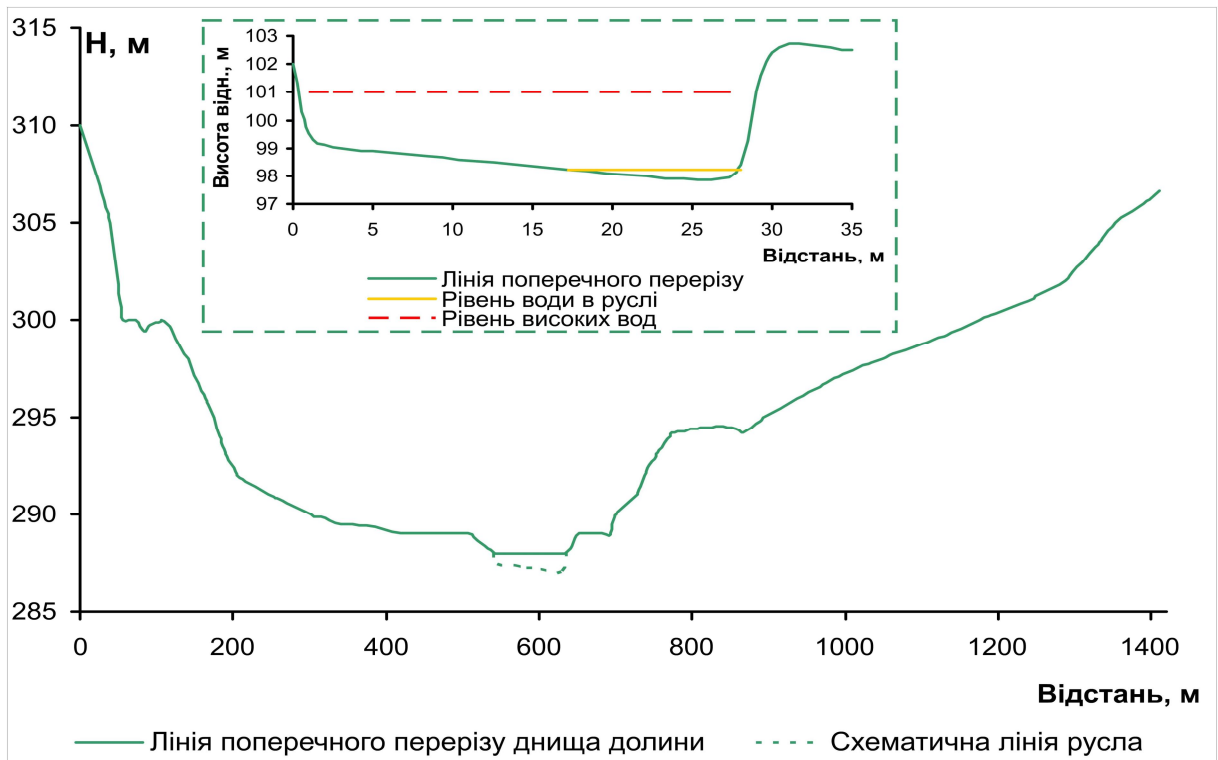 Н, м
315
310
305
300
295
290
285
0 200 400 600 800 1000 1200 1400
Відстань, м
Висота відн., м
103
102
101
100
99
98
97
0 5 10 15 20 25 30 35
Відстань, м
Лінія поперечного перерізу
Рівень води в руслі
Рівень високих вод
Лінія поперечного перерізу днища долини
Схематична лінія русла